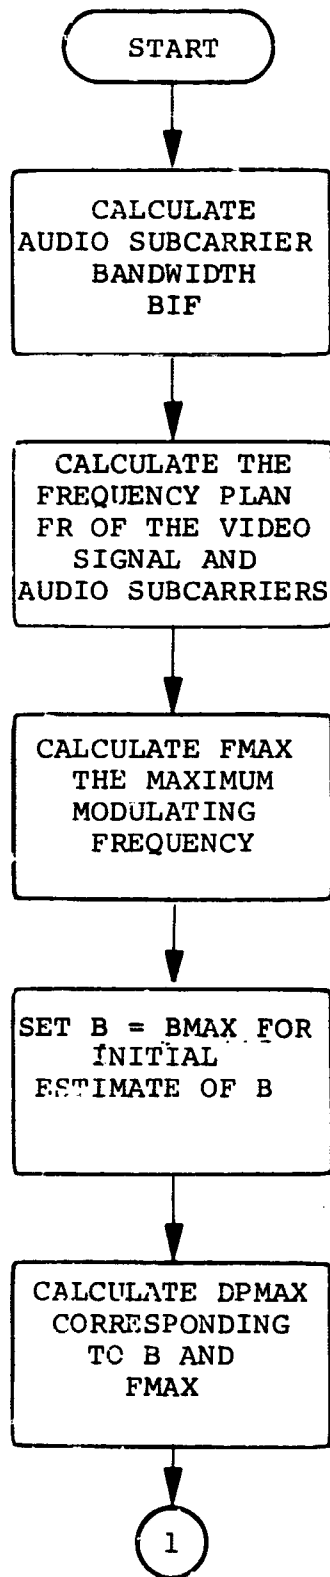 START
CALCULATE
AUDIO SUBCARRIER
BANDWIDTH
BIF
CALCULATE THE
FREQUENCY PLAN
FR OF THE VIDEO
SIGNAL AND
AUDIO SUBCARRIERS
CALCULATE FMAX
THE MAXIMUM
MODULATING
FREQUENCY
SET B = BMAX FOR
INITIAL
ESTIMATE OF B
CALCULATE DPMAX
CORRESPONDING
TO B AND
FMAX
1